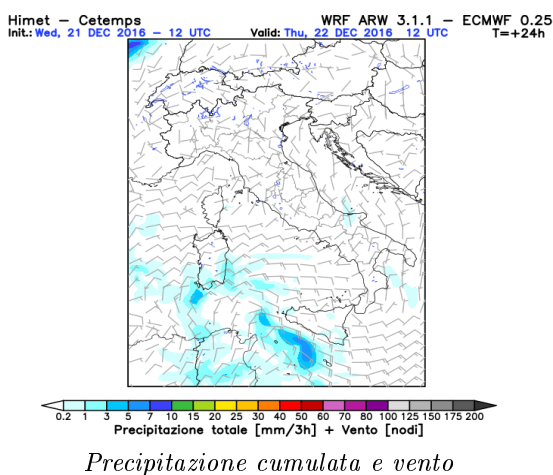 Himet – Cetemps WRF ARW 3.1.1 – ECMWF 0.25
Init.: Wed, 21 DEC 2016 – 12 UTC Valid: Thu, 22 DEC 2016 12 UTC T=+24h
0.2 1 3 5 7 10 15 20 25 30 40 50 60 70 80 100 125 150 175 200
Precipitazione totale [mm/3h] + Vento [nodi]
Precipitazione cumulata e vento